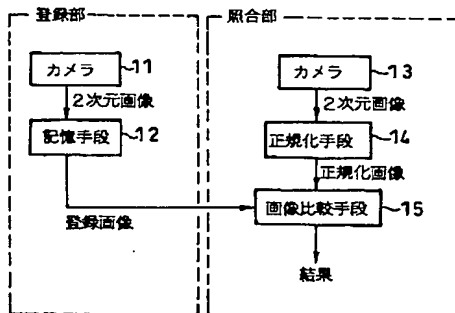 登録部
カメラ
11
2次元画像
記憶手段
12
登録画像
照合部
カメラ
13
2次元画像
正規化手段
14
正規化画像
画像比較手段
15
結果